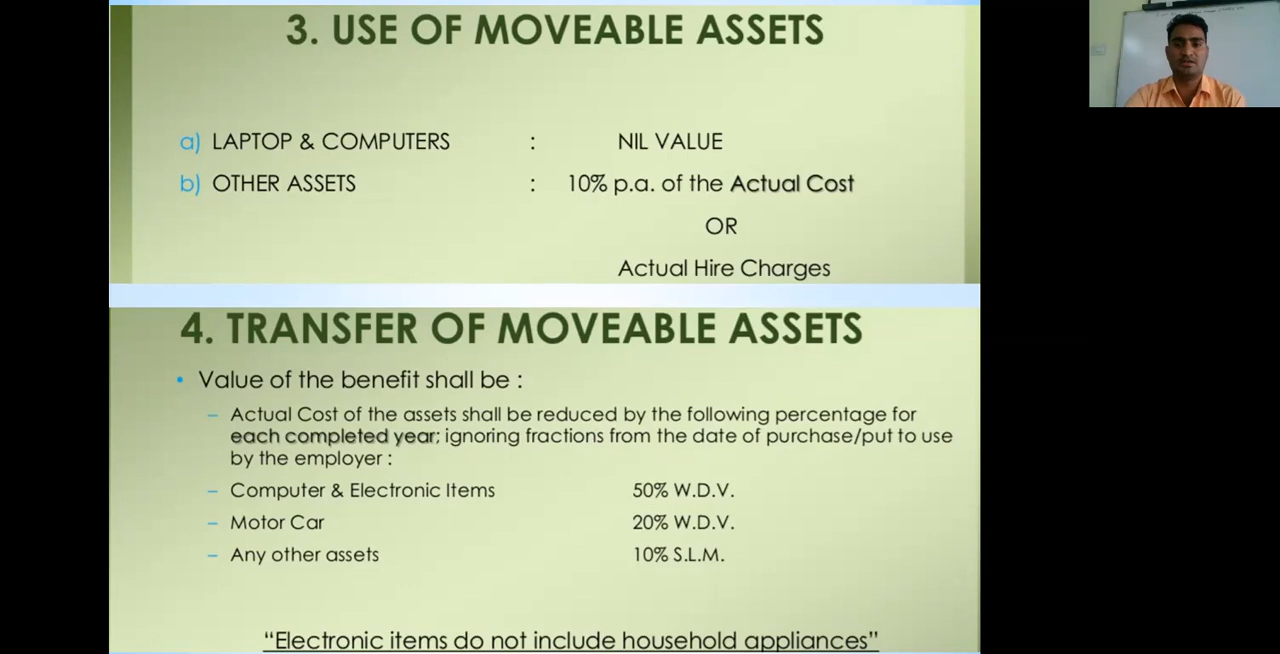 3. USE OF MOVEABLE ASSETS
a) LAPTOP & COMPUTERS : NIL VALUE
b) OTHER ASSETS : 10% p.a. of the Actual Cost
OR
Actual Hire Charges
4. TRANSFER OF MOVEABLE ASSETS
• Value of the benefit shall be :
– Actual Cost of the assets shall be reduced by the following percentage for
each completed year; ignoring fractions from the date of purchase/put to use
by the employer :
– Computer & Electronic Items 50% W.D.V.
– Motor Car 20% W.D.V.
– Any other assets 10% S.L.M.
“Electronic items do not include household appliances”